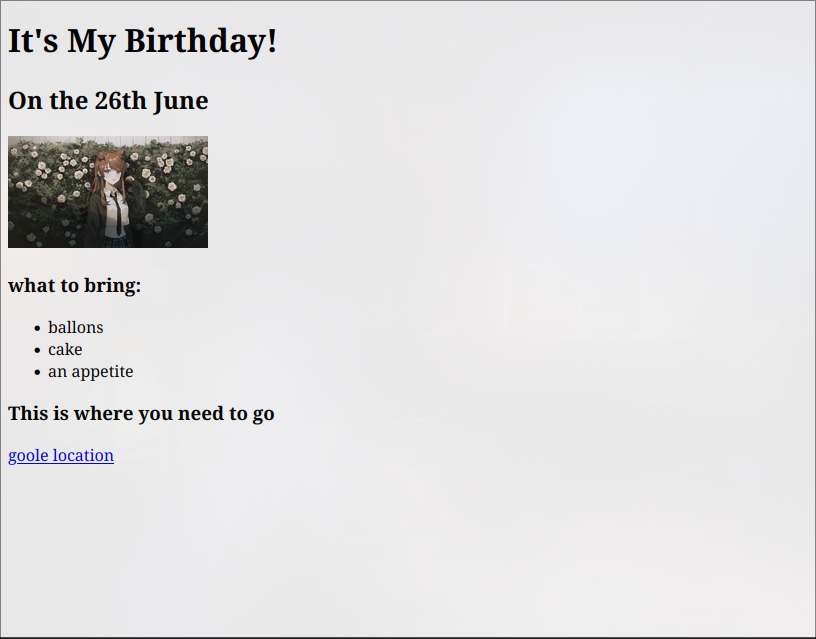 It's My Birthday!
On the 26th June
what to bring:
• ballons
• cake
• an appetite
This is where you need to go
goole location